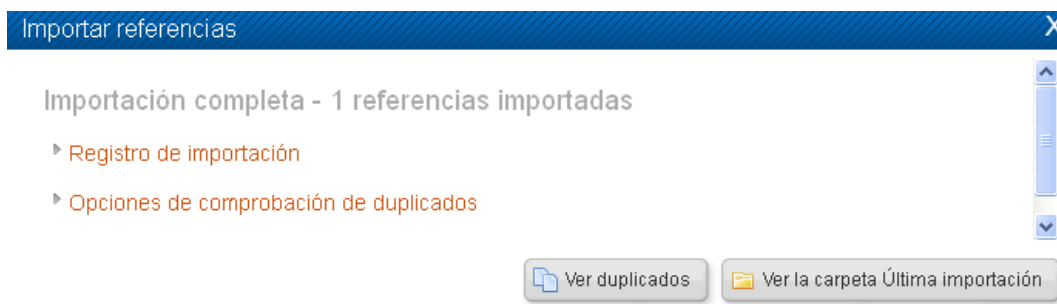 Importar referencias X
Importación completa - 1 referencias importadas
Registro de importación
Opciones de comprobación de duplicados
Ver duplicados Ver la carpeta Última importación